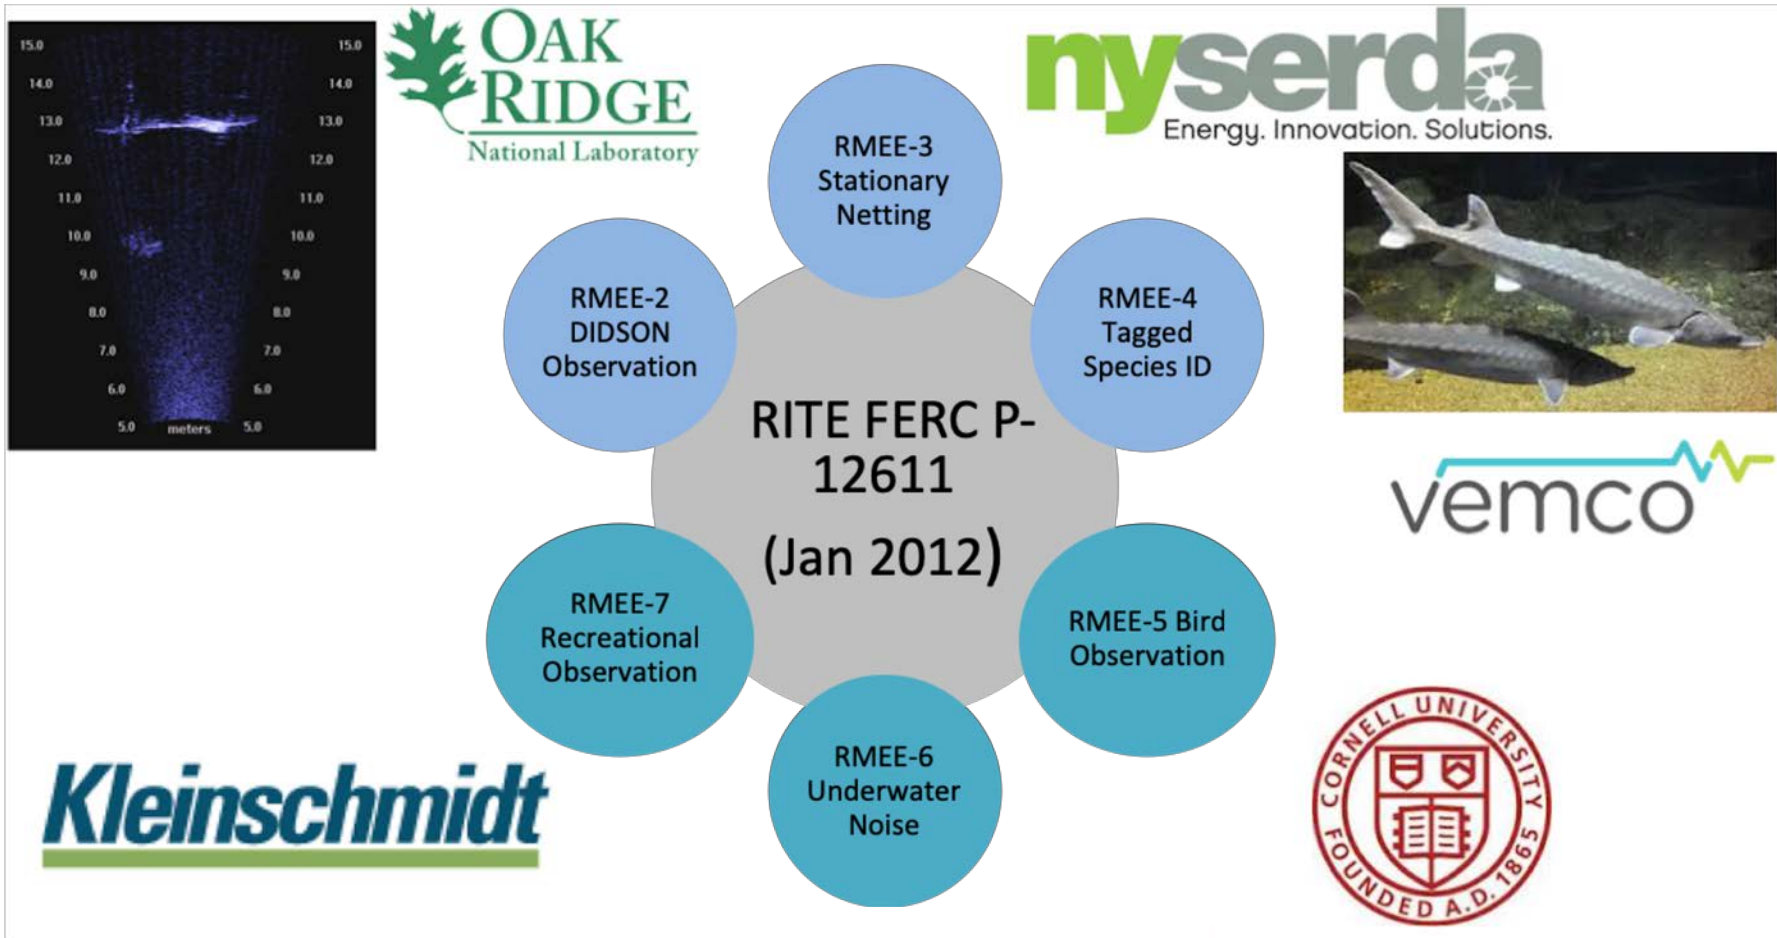 15.0 15.0
14.0 14.0
13.0 13.0
12.0 12.0
11.0 11.0
10.0 10.0
9.0 9.0
8.0 8.0
7.0 7.0
6.0 6.0
5.0 meters 5.0
OAK
RIDGE
National Laboratory
nyserda
Energy. Innovation. Solutions.
RMEE-3
Stationary
Netting
RMEE-2
DIDSON
Observation
RMEE-4
Tagged
Species ID
RITE FERC P-
12611
(Jan 2012)
vemco
RMEE-7
Recreational
Observation
RMEE-5 Bird
Observation
RMEE-6
Underwater
Noise
Kleinschmidt
CORNELL UNIVERSITY
FOUNDED A.D. 1865